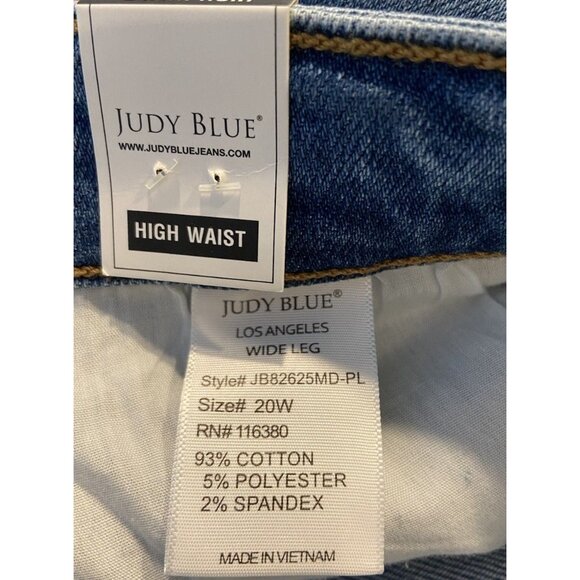 JUDY BLUE®
WWW.JUDYBLUEJEANS.COM
HIGH WAIST
JUDY BLUE®
LOS ANGELES
WIDE LEG
Style# JB82625MD-PL
Size# 20W
RN# 116380
93% COTTON
5% POLYESTER
2% SPANDEX
MADE IN VIETNAM